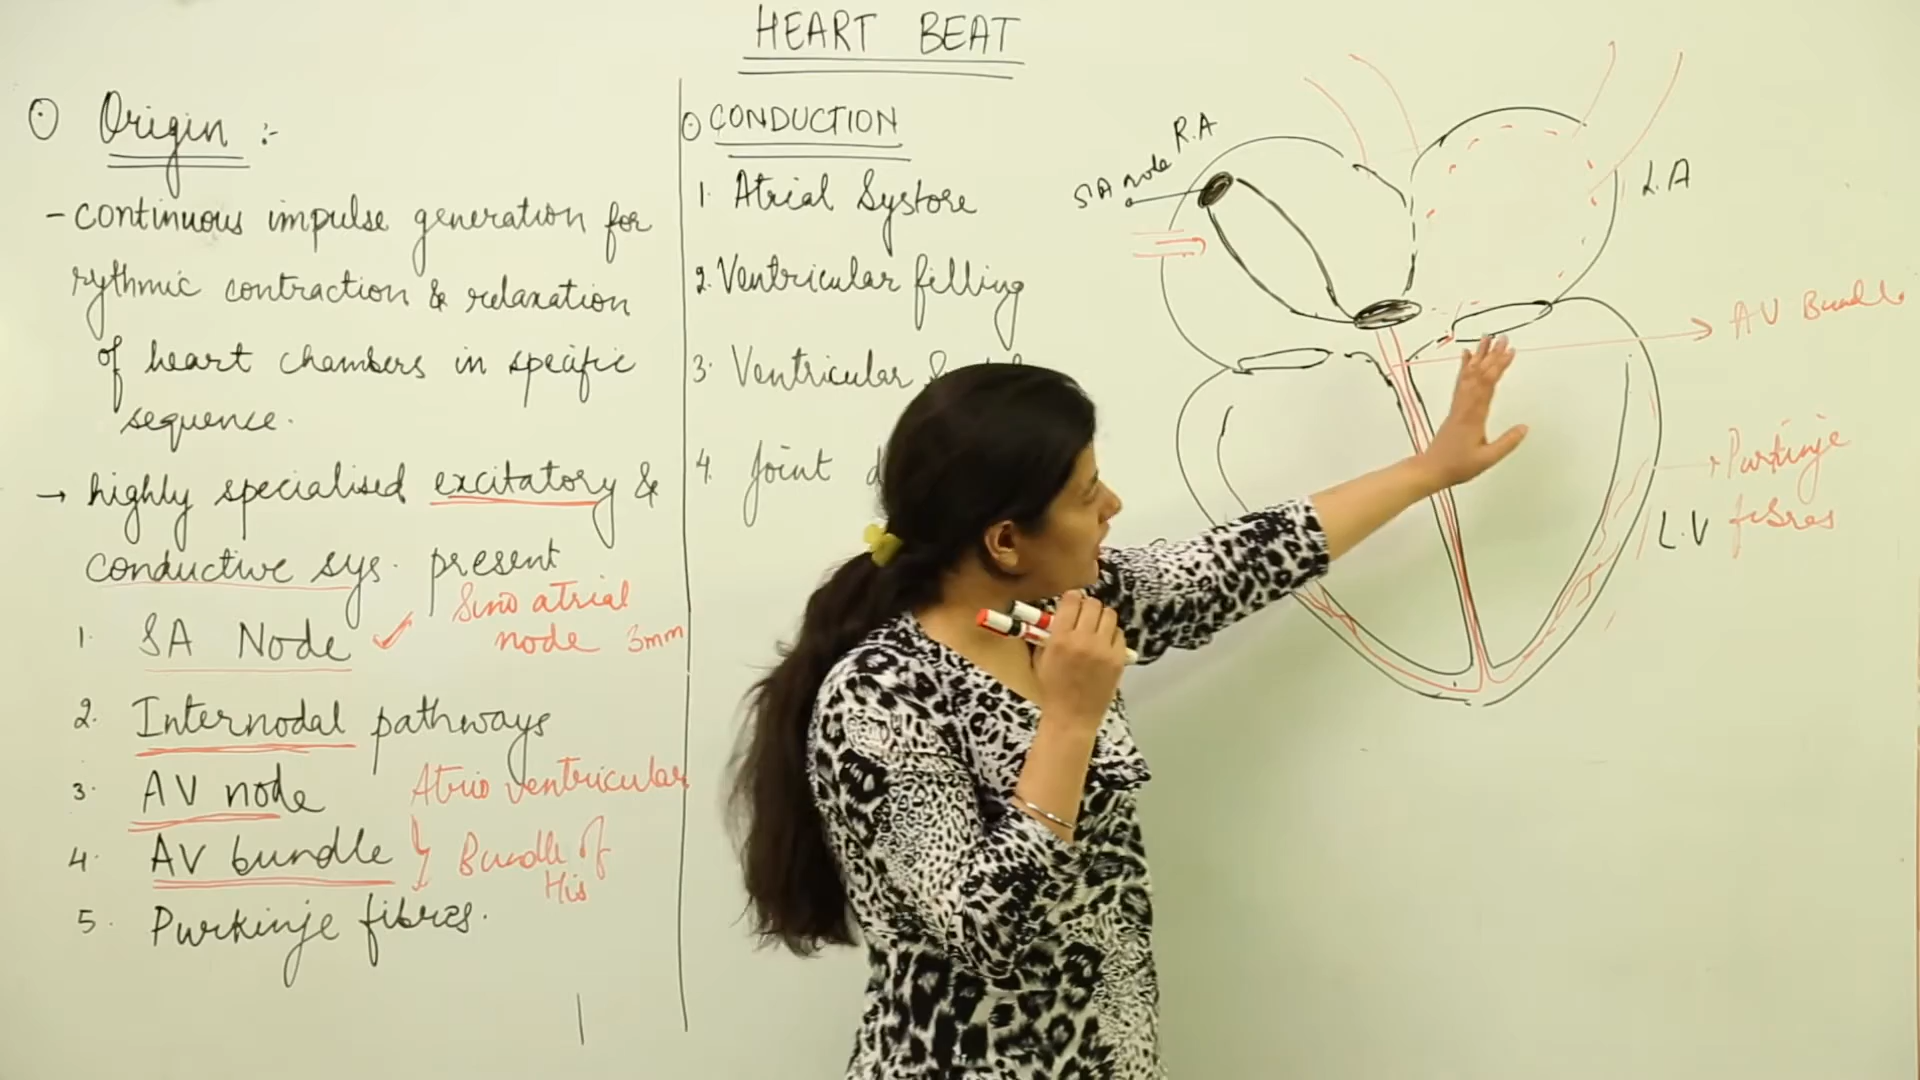 HEART BEAT
Origin :-
- continuous impulse generation for
rythmic contraction & relaxation
of heart chambers in specific
sequence.
→ highly specialised excitatory &
conductive sys. present
1. SA Node ✓ Sino atrial
node 3mm
2. Internodal pathways
3. AV node Atrio ventricular
4. AV bundle } Bundle of
His
5. Purkinje fibres.
CONDUCTION
1. Atrial Systore
2. Ventricular filling
3. Ventricular
4. Joint d
SA node
R.A
L.A
AV Bundle
Purkinje
fibres
L.V